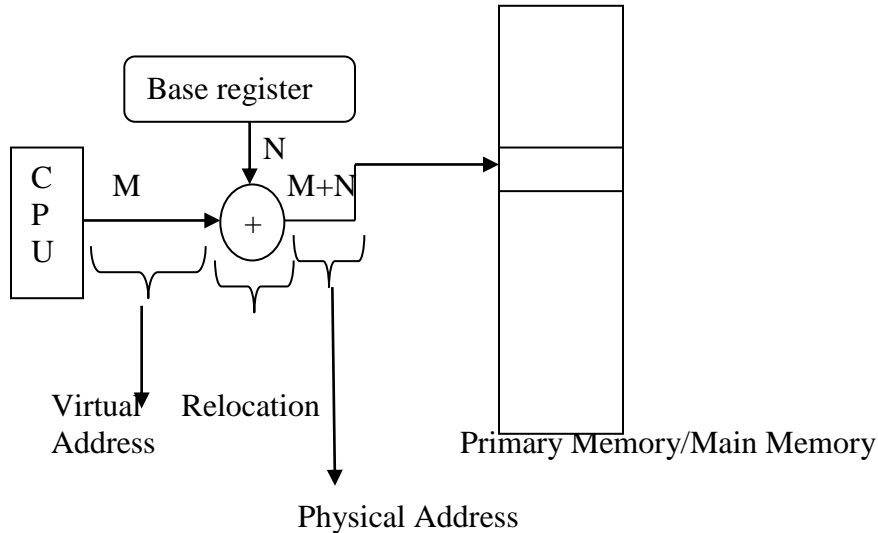 Base register
N
C
P
U
M
M+N
+
Virtual
Address
Relocation
Primary Memory/Main Memory
Physical Address